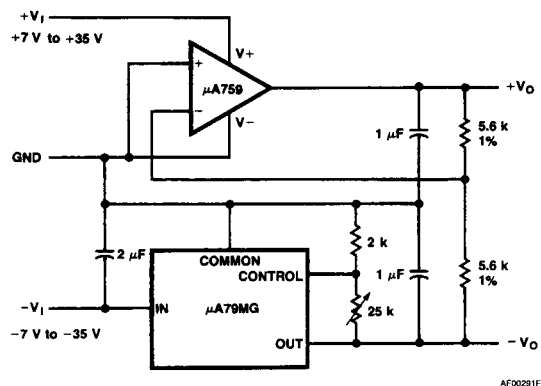 +VI
+7 V to +35 V
V+
+
μA759
−
V−
+VO
1 μF
5.6 k
1%
GND
2 μF
COMMON
CONTROL
2 k
1 μF
5.6 k
1%
−VI
IN
μA79MG
25 k
−7 V to −35 V
OUT
−VO
AF00291F